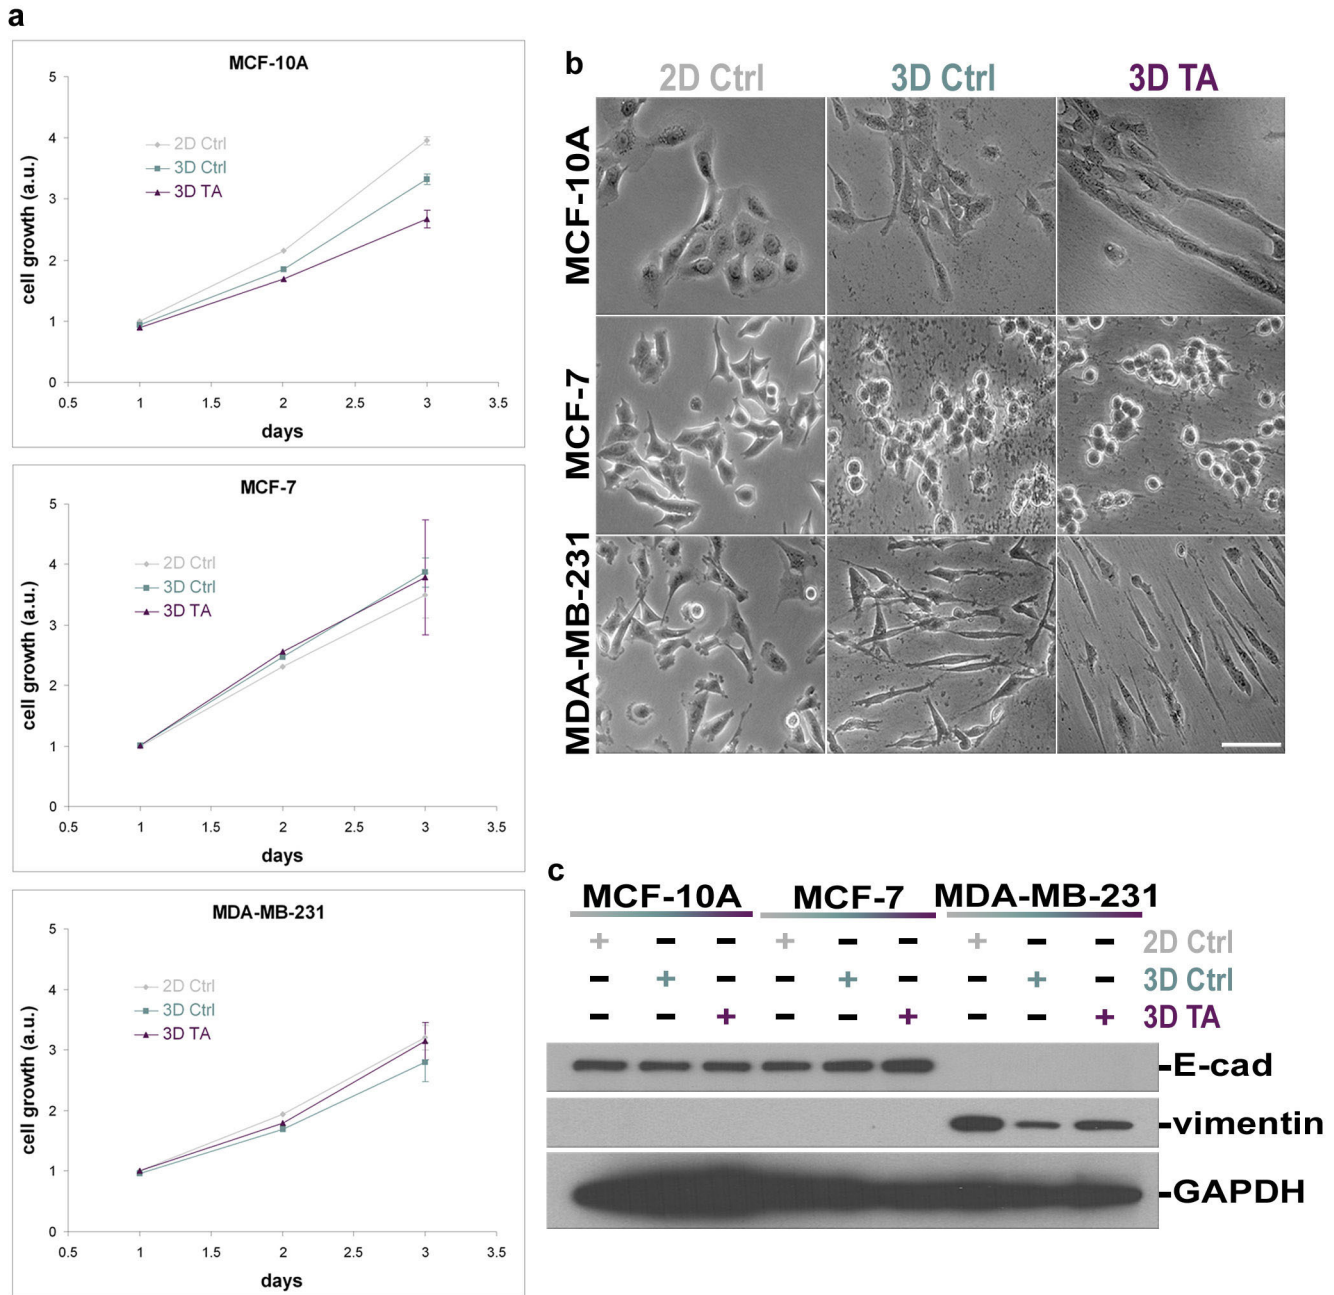 a
MCF-10A
5
4
3
2
1
0
cell growth (a.u.)
2D Ctrl
3D Ctrl
3D TA
0.5 1 1.5 2 2.5 3 3.5
days
MCF-7
5
4
3
2
1
0
cell growth (a.u.)
2D Ctrl
3D Ctrl
3D TA
0.5 1 1.5 2 2.5 3 3.5
days
MDA-MB-231
5
4
3
2
1
0
cell growth (a.u.)
2D Ctrl
3D Ctrl
3D TA
0.5 1 1.5 2 2.5 3 3.5
days
b
2D Ctrl 3D Ctrl 3D TA
MCF-10A
MCF-7
MDA-MB-231
c
MCF-10A MCF-7 MDA-MB-231
+ - - + - - + - - 2D Ctrl
- + - - + - - + - 3D Ctrl
- - + - - + - - + 3D TA
-E-cad
-vimentin
-GAPDH